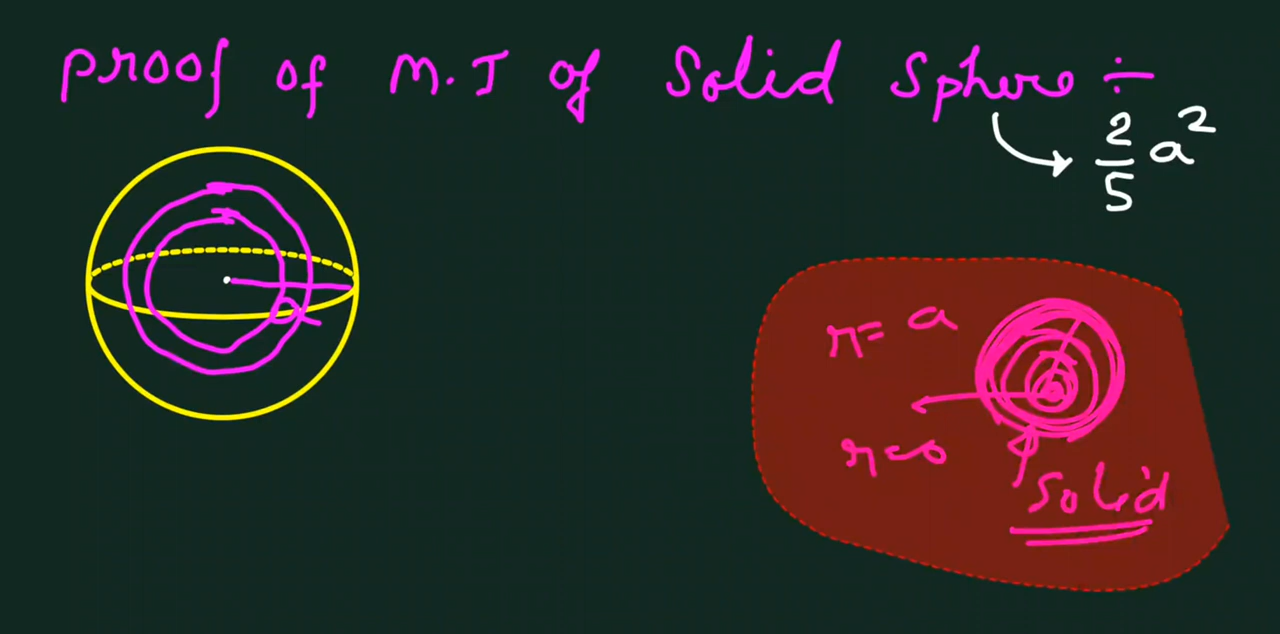 Proof of M.I of Solid Sphere ÷
2/5 a²
r = a
r=0
Solid